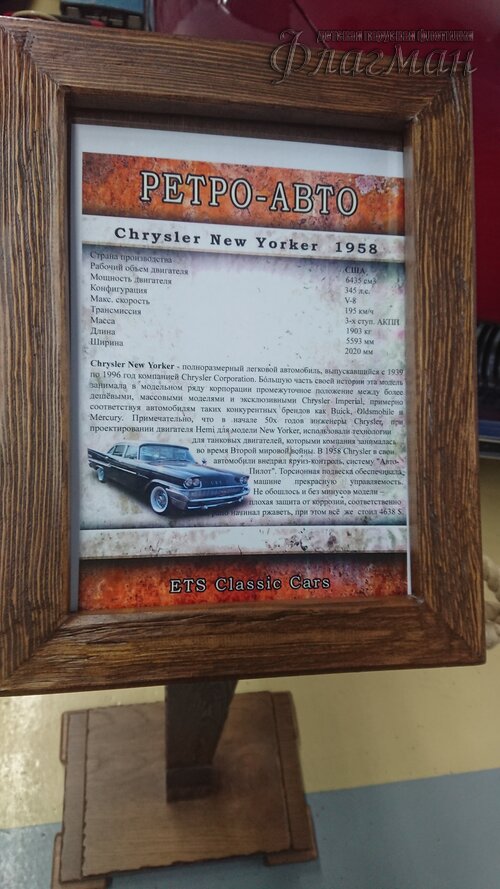 детская парусная флотилия
Флагман
РЕТРО-АВТО
Chrysler New Yorker 1958
Страна производства США
Рабочий объем двигателя 6435 см3
Мощность двигателя 345 л.с.
Конфигурация V-8
Макс. скорость 195 км/ч
Трансмиссия 3-х ступ. АКПП
Масса 1903 кг
Длина 5593 мм
Ширина 2020 мм
Chrysler New Yorker - полноразмерный легковой автомобиль, выпускавшийся с 1939
по 1996 год компанией Chrysler Corporation. Бо́льшую часть своей истории эта модель
занимала в модельном ряду корпорации промежуточное положение между более
дешёвыми, массовыми моделями и эксклюзивными Chrysler Imperial, примерно
соответствуя автомобилям таких конкурентных брендов как Buick, Oldsmobile и
Mercury. Примечательно, что в начале 50х годов инженеры Chrysler, при
проектировании двигателя Hemi для модели New Yorker, использовали технологии
для танковых двигателей, которыми компания занималась
во время Второй мировой войны. В 1958 Chrysler в свои
автомобили внедрил круиз-контроль, систему "Авто-
Пилот". Торсионная подвеска обеспечивала
машине прекрасную управляемость.
Не обошлось и без минусов модели –
плохая защита от коррозии, соответственно
начинал ржаветь, при этом всё же стоил 4638 $.
ETS Classic Cars